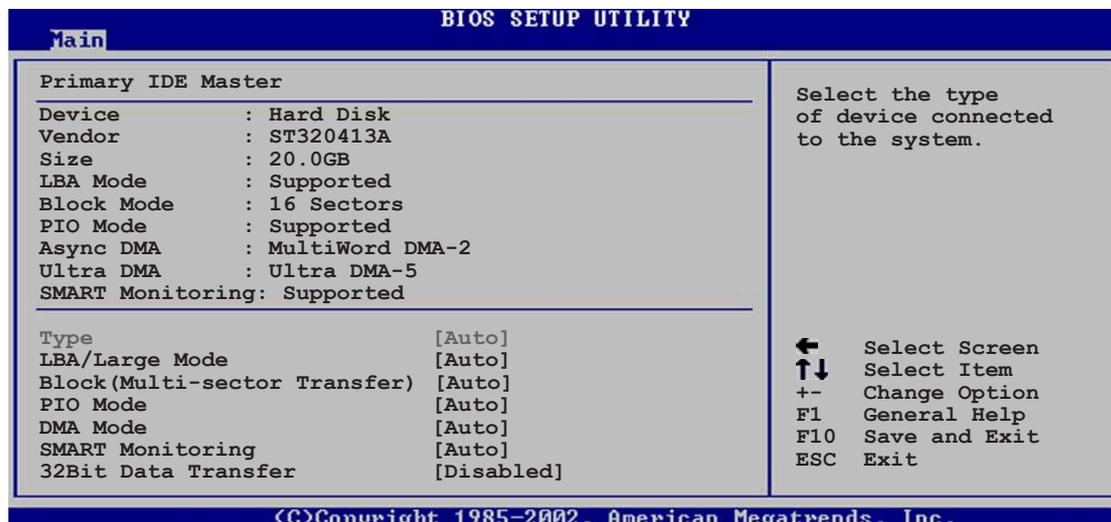 BIOS SETUP UTILITY
Main
Primary IDE Master
Device : Hard Disk
Vendor : ST320413A
Size : 20.0GB
LBA Mode : Supported
Block Mode : 16 Sectors
PIO Mode : Supported
Async DMA : MultiWord DMA-2
Ultra DMA : Ultra DMA-5
SMART Monitoring: Supported
Type [Auto]
LBA/Large Mode [Auto]
Block(Multi-sector Transfer) [Auto]
PIO Mode [Auto]
DMA Mode [Auto]
SMART Monitoring [Auto]
32Bit Data Transfer [Disabled]
Select the type
of device connected
to the system.
← Select Screen
↑↓ Select Item
+- Change Option
F1 General Help
F10 Save and Exit
ESC Exit
(C)Copyright 1985-2002, American Megatrends, Inc.